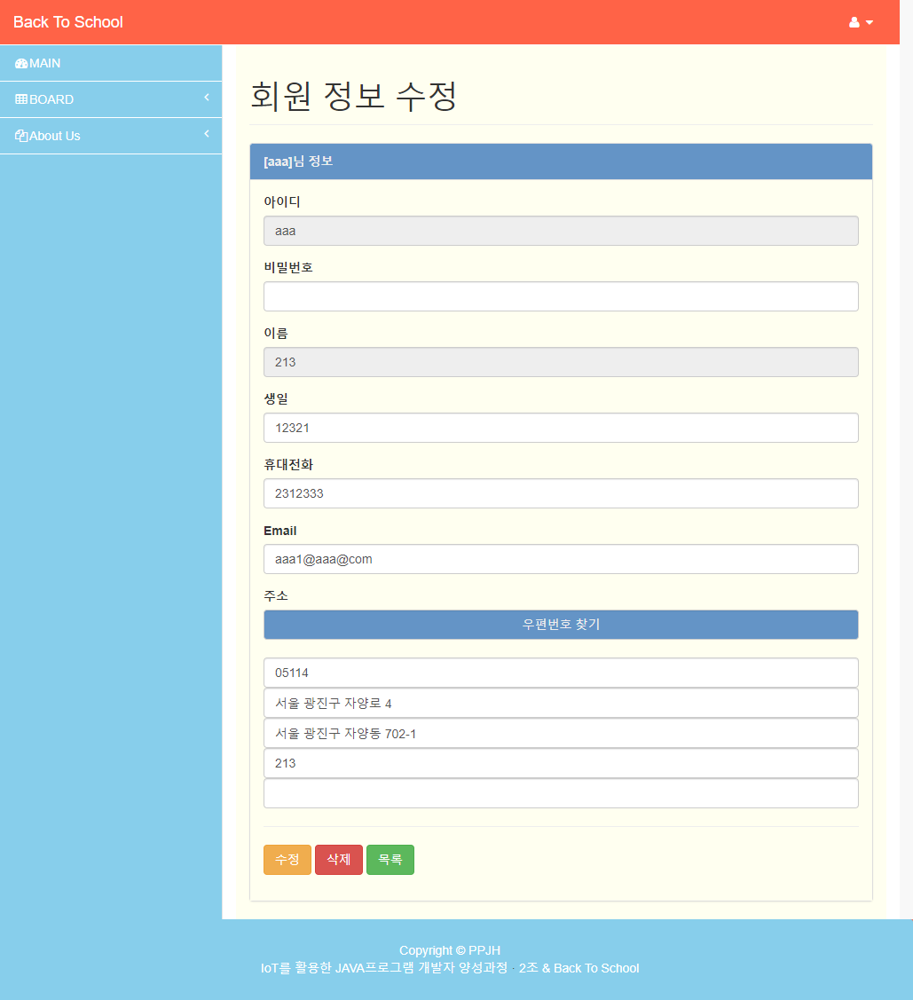 Back To School
MAIN
BOARD
About Us
회원 정보 수정
[aaa]님 정보
아이디
aaa
비밀번호
이름
213
생일
12321
휴대전화
2312333
Email
aaa1@aaa@com
주소
우편번호 찾기
05114
서울 광진구 자양로 4
서울 광진구 자양동 702-1
213
수정 삭제 목록
Copyright © PPJH
IoT를 활용한 JAVA프로그램 개발자 양성과정 · 2조 & Back To School